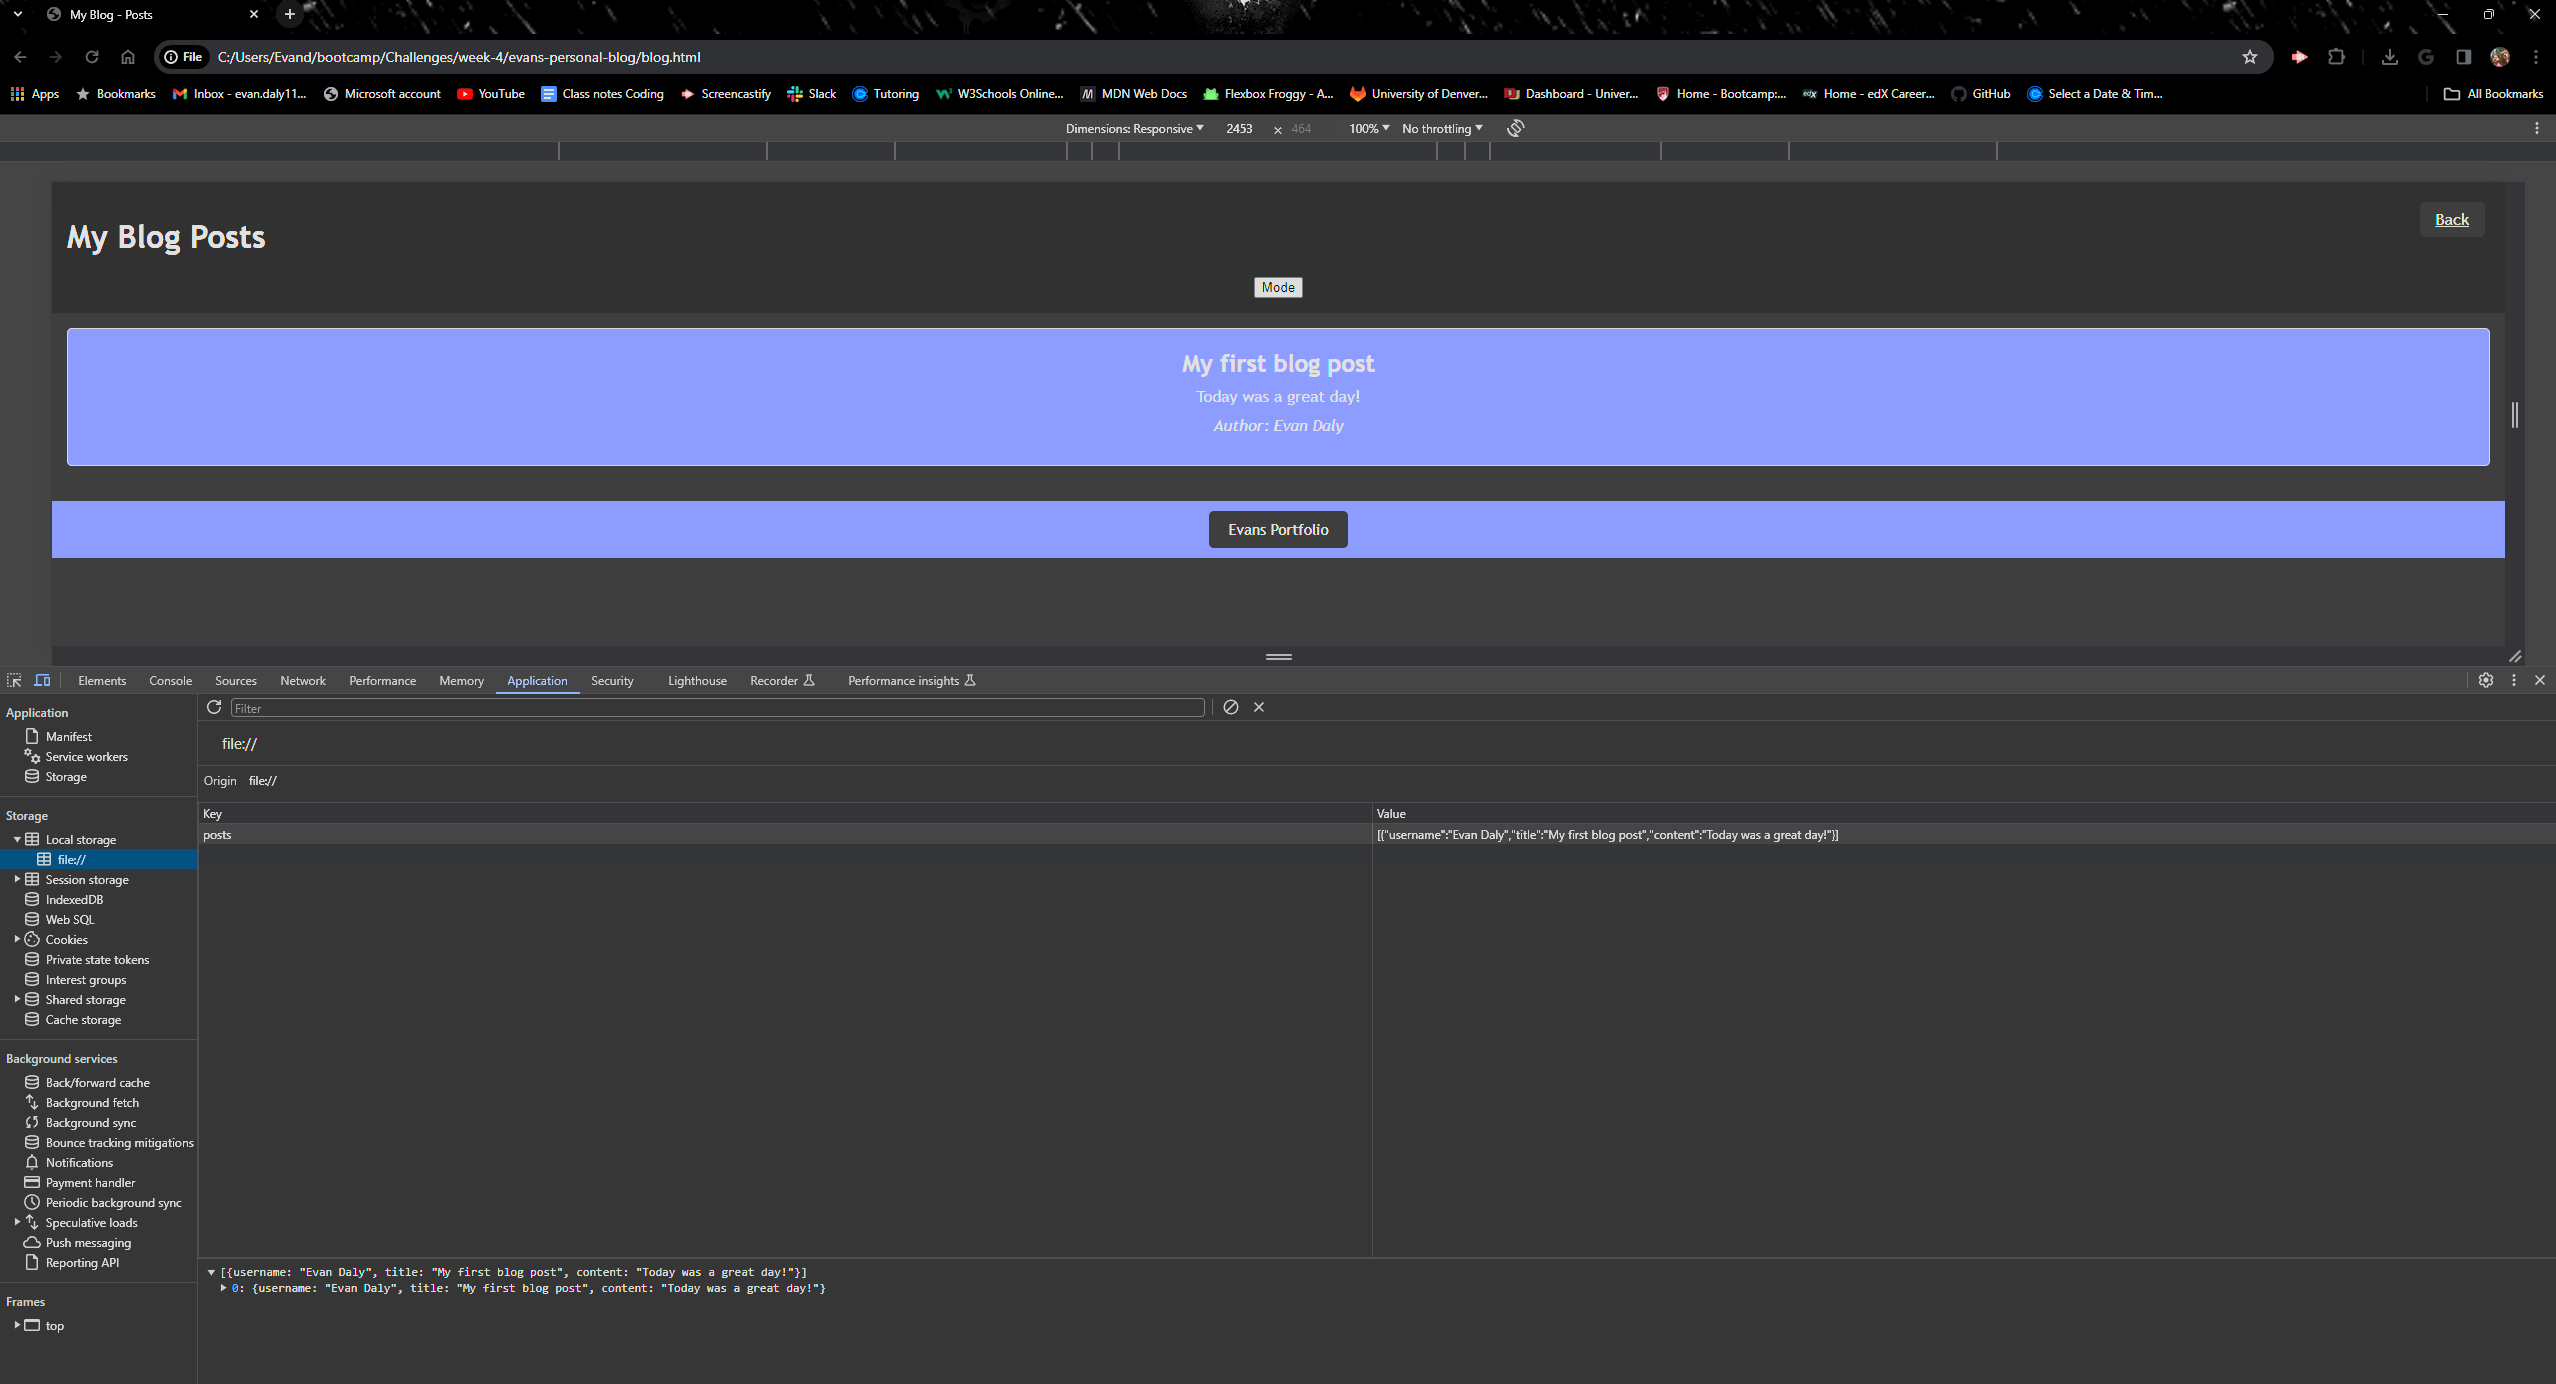 My Blog - Posts
File C:/Users/Evand/bootcamp/Challenges/week-4/evans-personal-blog/blog.html
Apps Bookmarks Inbox - evan.daly11... Microsoft account YouTube Class notes Coding Screencastify Slack Tutoring W3Schools Online... MDN Web Docs Flexbox Froggy - A... University of Denver... Dashboard - Univer... Home - Bootcamp:... Home - edX Career... GitHub Select a Date & Tim... All Bookmarks
Dimensions: Responsive 2453 × 464 100% No throttling
Back
My Blog Posts
Mode
My first blog post
Today was a great day!
Author: Evan Daly
Evans Portfolio
Elements Console Sources Network Performance Memory Application Security Lighthouse Recorder Performance insights
Application
Manifest
Service workers
Storage
Storage
Local storage
file://
Session storage
IndexedDB
Web SQL
Cookies
Private state tokens
Interest groups
Shared storage
Cache storage
Background services
Back/forward cache
Background fetch
Background sync
Bounce tracking mitigations
Notifications
Payment handler
Periodic background sync
Speculative loads
Push messaging
Reporting API
Frames
top
Filter
file://
Origin file://
Key Value
posts [{"username":"Evan Daly","title":"My first blog post","content":"Today was a great day!"}]
[{username: "Evan Daly", title: "My first blog post", content: "Today was a great day!"}]
0: {username: "Evan Daly", title: "My first blog post", content: "Today was a great day!"}